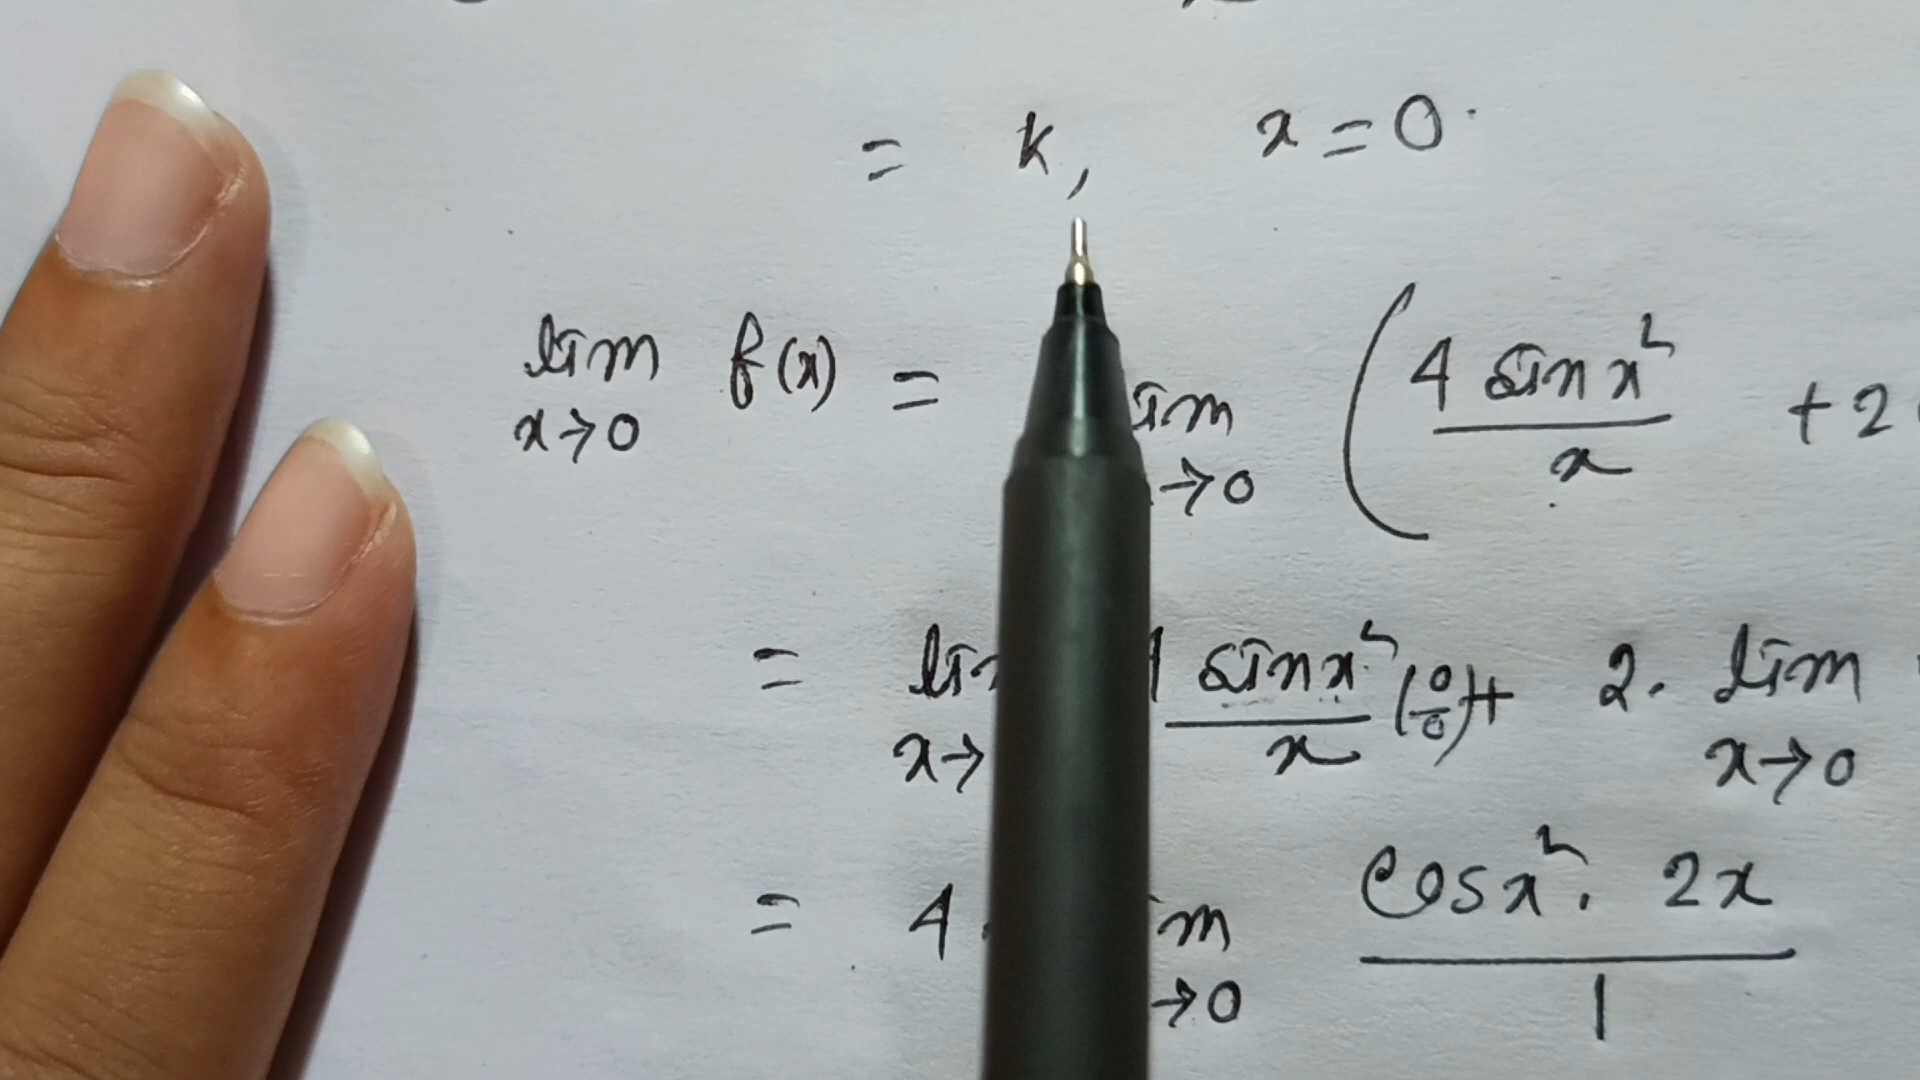 = k, x = 0.
lim f(x) = lim ( 4 sin x² / x + 2
x→0 →0
= lim sin x² / x (0/0) + 2. lim
x→ x→0
= 4. cos x². 2x / 1
→0